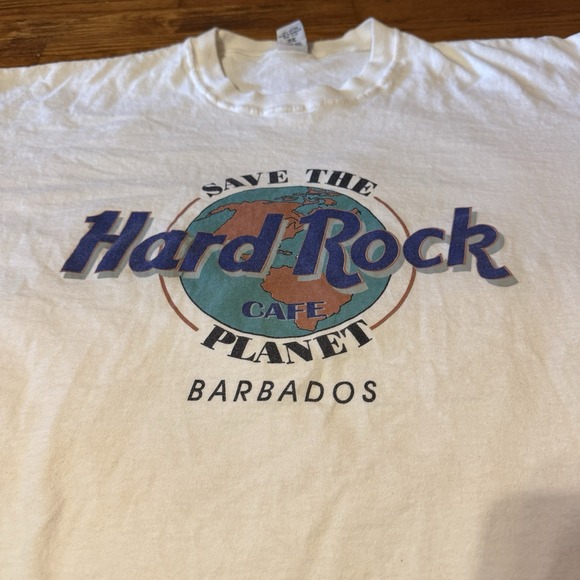 SAVE THE
Hard Rock
CAFE
PLANET
BARBADOS